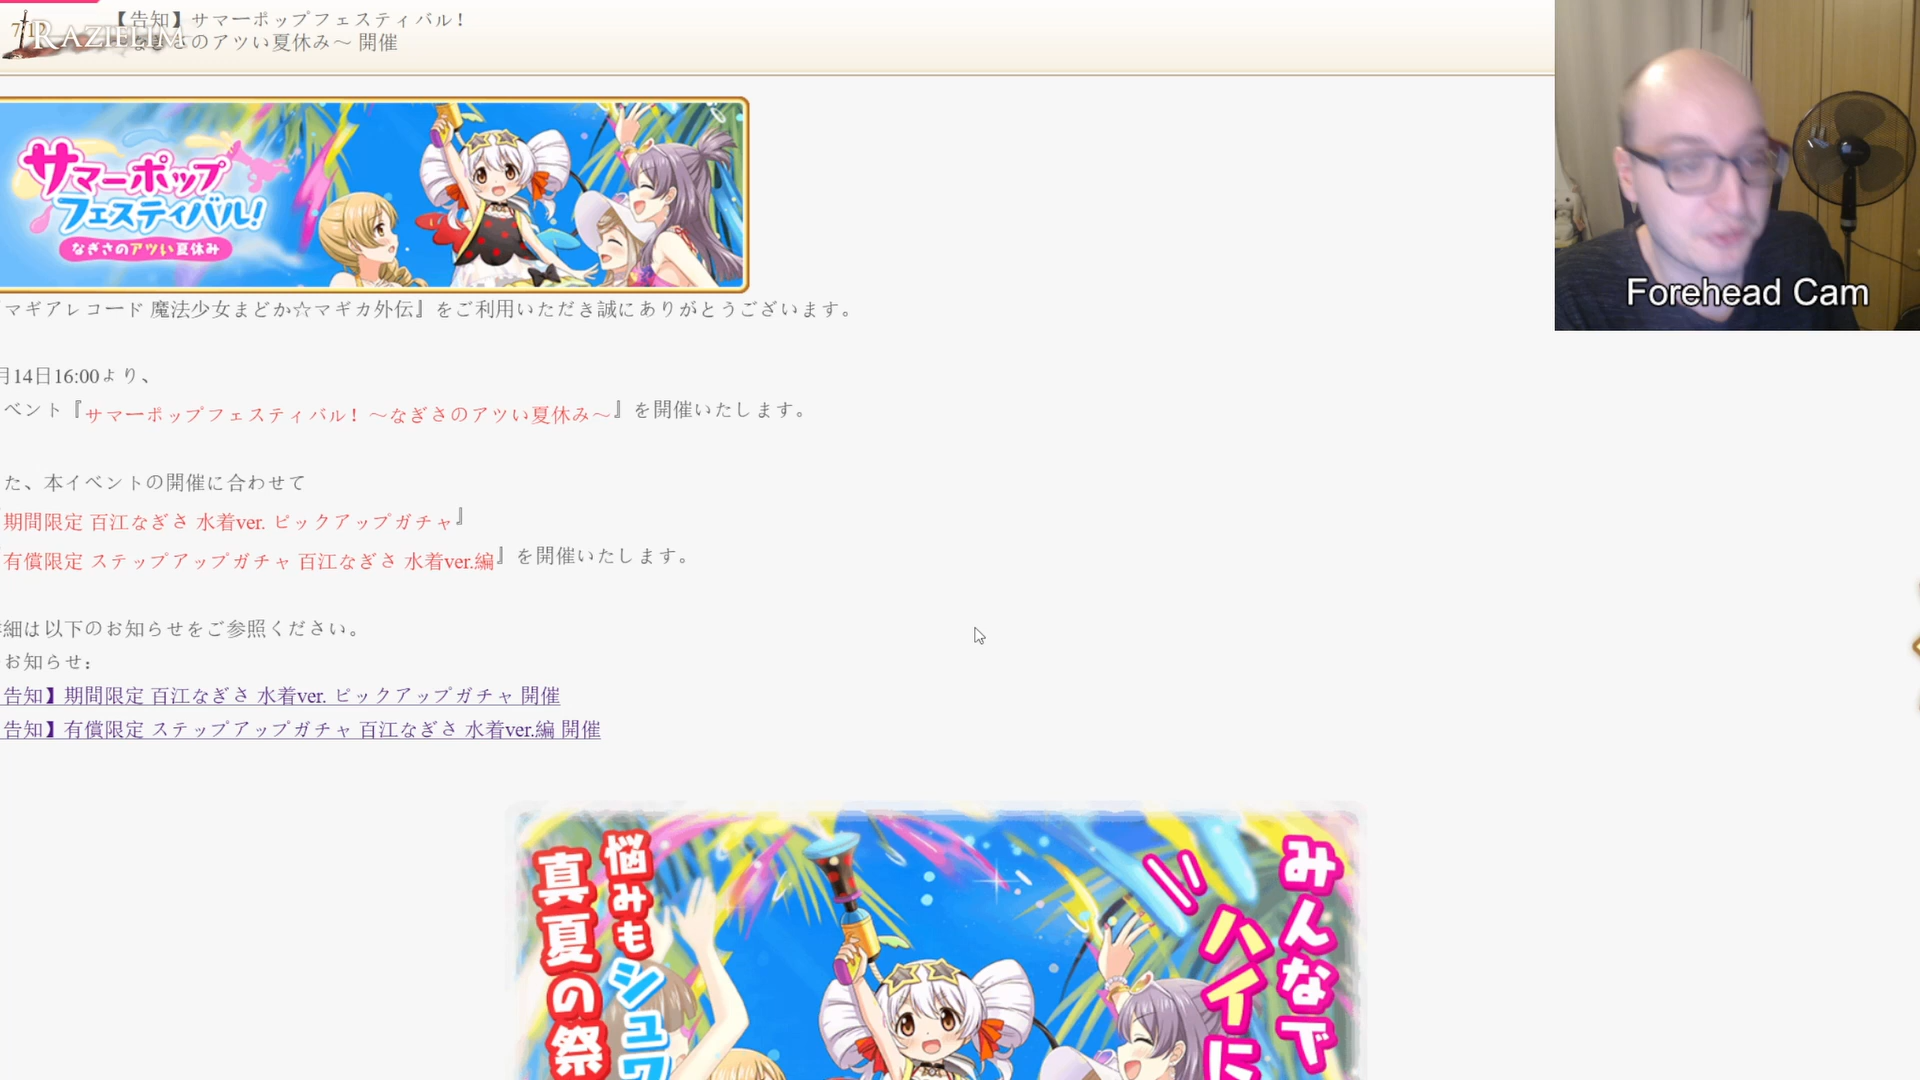 7/12
RAZIELIM
【告知】サマーポップフェスティバル!
なぎさのアツい夏休み～ 開催
サマーポップ
フェスティバル!
なぎさのアツい夏休み
マギアレコード 魔法少女まどか☆マギカ外伝』をご利用いただき誠にありがとうございます。
月14日16:00より、
ベント『サマーポップフェスティバル! ～なぎさのアツい夏休み～』を開催いたします。
た、本イベントの開催に合わせて
期間限定 百江なぎさ 水着ver. ピックアップガチャ』
有償限定 ステップアップガチャ 百江なぎさ 水着ver.編』を開催いたします。
細は以下のお知らせをご参照ください。
お知らせ:
告知】期間限定 百江なぎさ 水着ver. ピックアップガチャ 開催
告知】有償限定 ステップアップガチャ 百江なぎさ 水着ver.編 開催
みんなで
ハイに
悩みもシュワ
真夏の祭
Forehead Cam